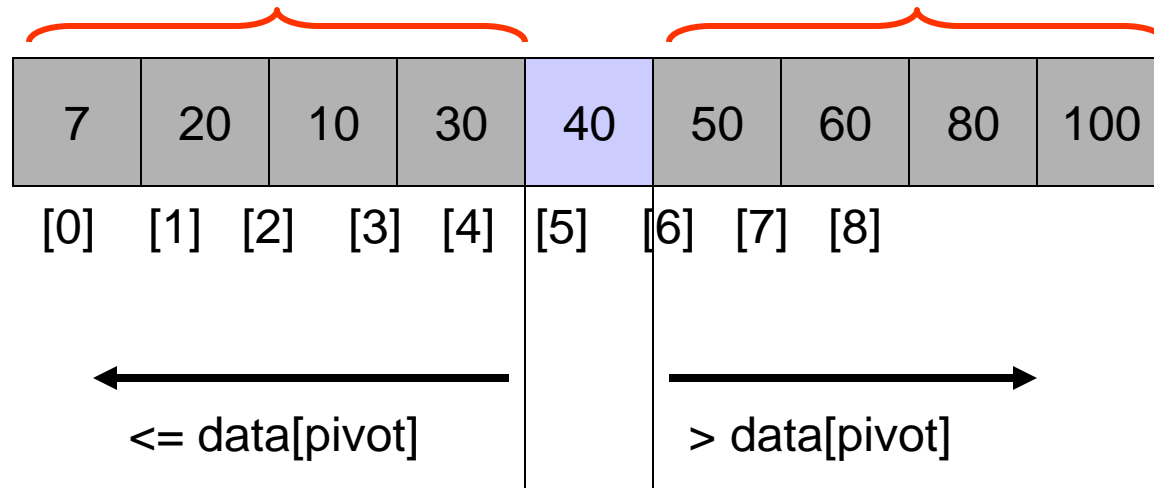 7 20 10 30 40 50 60 80 100
[0] [1] [2] [3] [4] [5] [6] [7] [8]
<= data[pivot] > data[pivot]